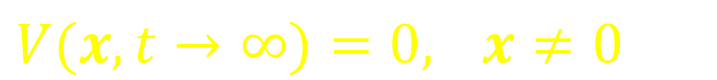 V(x, t → ∞) = 0, x ≠ 0